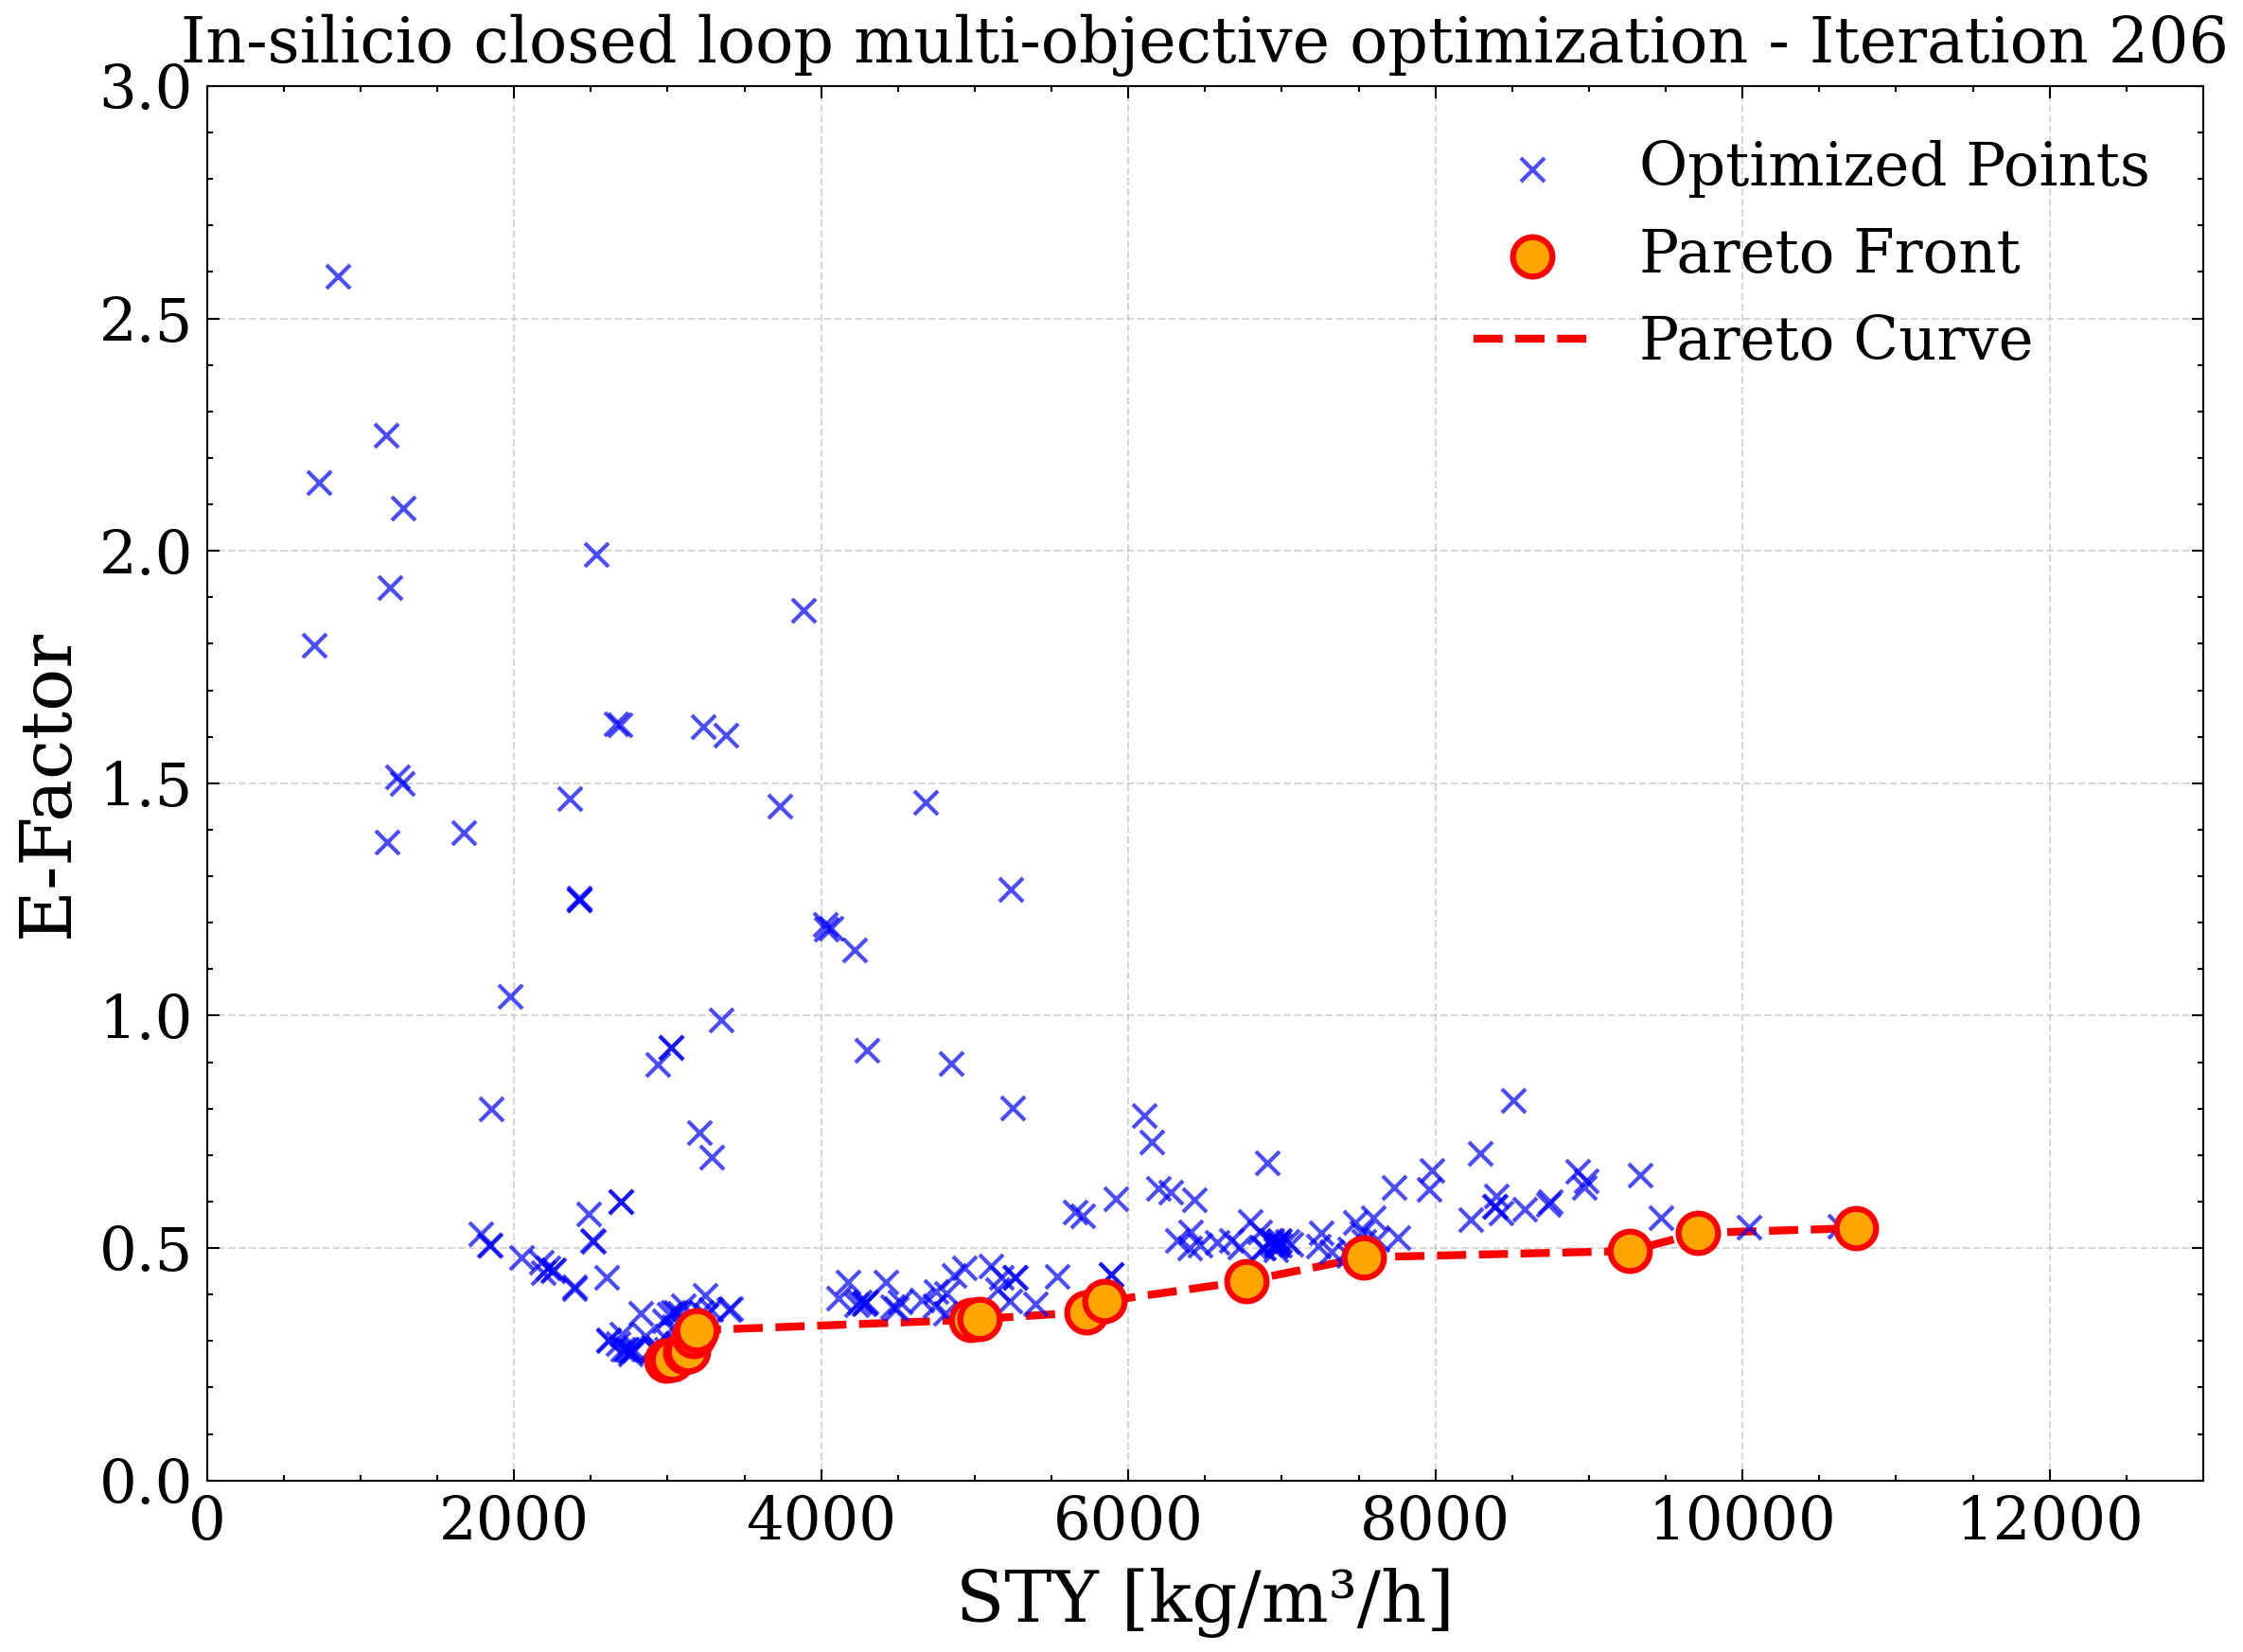 In-silicio closed loop multi-objective optimization - Iteration 206
3.0
2.5
2.0
1.5
1.0
0.5
0.0
E-Factor
Optimized Points
Pareto Front
Pareto Curve
0 2000 4000 6000 8000 10000 12000
STY [kg/m³/h]